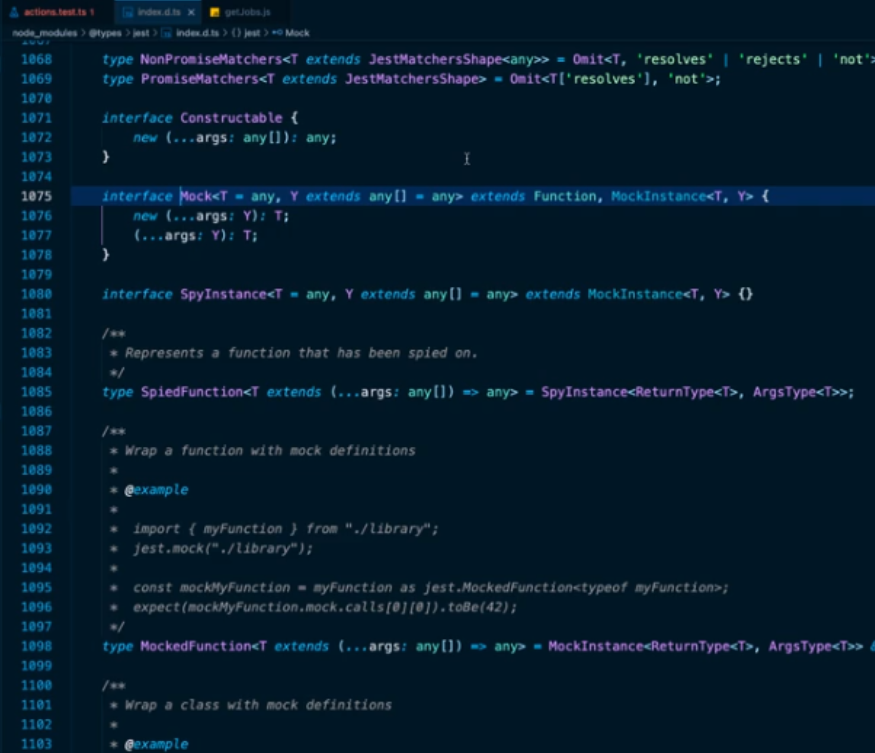 actions.test.ts 1 index.d.ts × getJobs.js
node_modules > @types > jest > index.d.ts > {} jest > Mock
1067
1068 type NonPromiseMatchers<T extends JestMatchersShape<any>> = Omit<T, 'resolves' | 'rejects' | 'not'>
1069 type PromiseMatchers<T extends JestMatchersShape> = Omit<T['resolves'], 'not'>;
1070
1071 interface Constructable {
1072 new (...args: any[]): any;
1073 }
1074
1075 interface Mock<T = any, Y extends any[] = any> extends Function, MockInstance<T, Y> {
1076 new (...args: Y): T;
1077 (...args: Y): T;
1078 }
1079
1080 interface SpyInstance<T = any, Y extends any[] = any> extends MockInstance<T, Y> {}
1081
1082 /**
1083 * Represents a function that has been spied on.
1084 */
1085 type SpiedFunction<T extends (...args: any[]) => any> = SpyInstance<ReturnType<T>, ArgsType<T>>;
1086
1087 /**
1088 * Wrap a function with mock definitions
1089 *
1090 * @example
1091 *
1092 * import { myFunction } from "./library";
1093 * jest.mock("./library");
1094 *
1095 * const mockMyFunction = myFunction as jest.MockedFunction<typeof myFunction>;
1096 * expect(mockMyFunction.mock.calls[0][0]).toBe(42);
1097 */
1098 type MockedFunction<T extends (...args: any[]) => any> = MockInstance<ReturnType<T>, ArgsType<T>> &
1099
1100 /**
1101 * Wrap a class with mock definitions
1102 *
1103 * @example